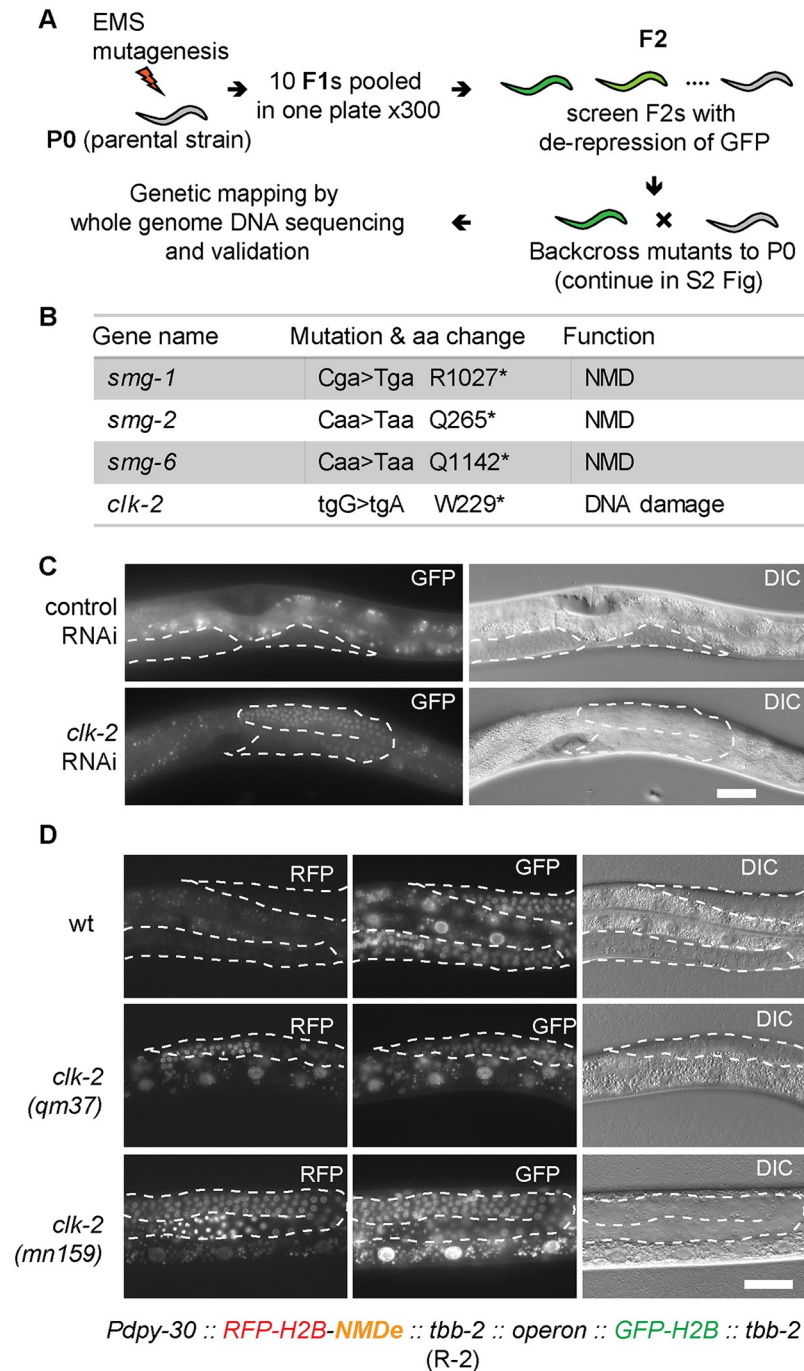 A
EMS
mutagenesis
P0 (parental strain)
10 F1s pooled
in one plate x300
F2
screen F2s with
de-repression of GFP
Backcross mutants to P0
(continue in S2 Fig)
Genetic mapping by
whole genome DNA sequencing
and validation
B
Gene name Mutation & aa change Function
smg-1 Cga>Tga R1027* NMD
smg-2 Caa>Taa Q265* NMD
smg-6 Caa>Taa Q1142* NMD
clk-2 tgG>tgA W229* DNA damage
C
control
RNAi
GFP
DIC
clk-2
RNAi
GFP
DIC
D
wt
RFP
GFP
DIC
clk-2
(qm37)
RFP
GFP
DIC
clk-2
(mn159)
RFP
GFP
DIC
Pdpy-30 :: RFP-H2B-NMDe :: tbb-2 :: operon :: GFP-H2B :: tbb-2
(R-2)